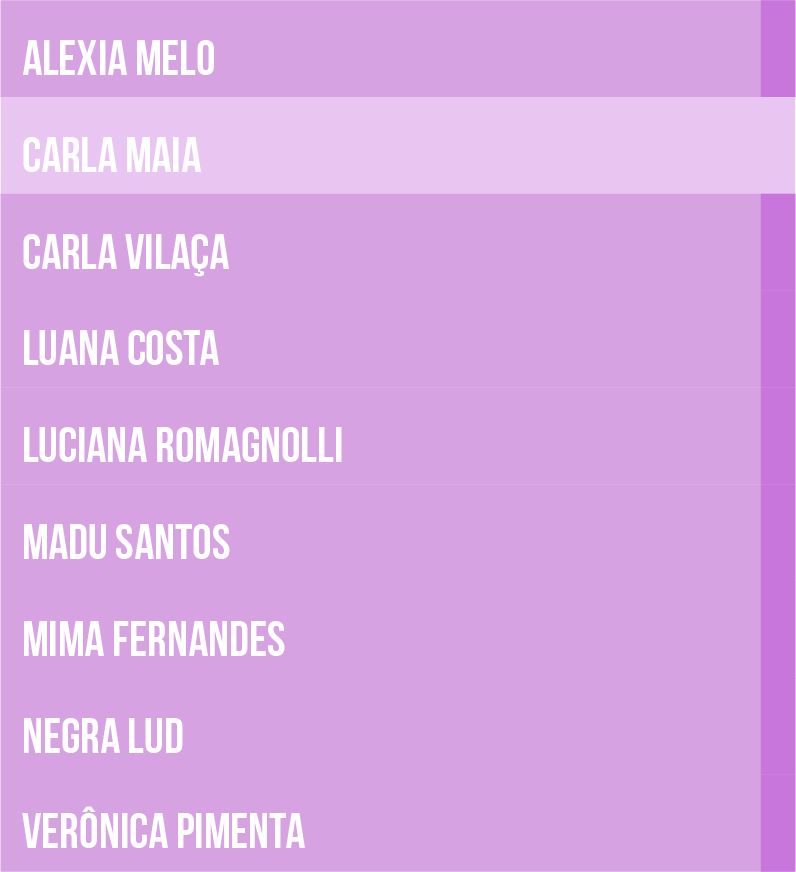 ALEXIA MELO
CARLA MAIA
CARLA VILAÇA
LUANA COSTA
LUCIANA ROMAGNOLLI
MADU SANTOS
MIMA FERNANDES
NEGRA LUD
VERÔNICA PIMENTA